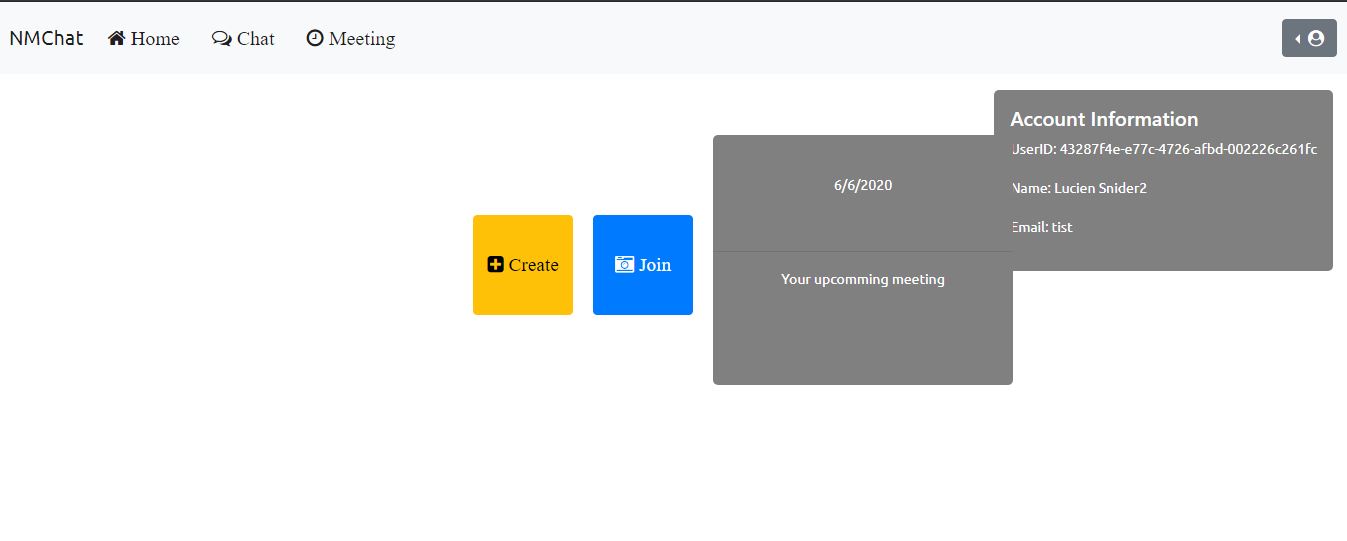 NMChat Home Chat Meeting
Account Information
UserID: 43287f4e-e77c-4726-afbd-002226c261fc
Name: Lucien Snider2
Email: tist
6/6/2020
Your upcomming meeting
Create
Join